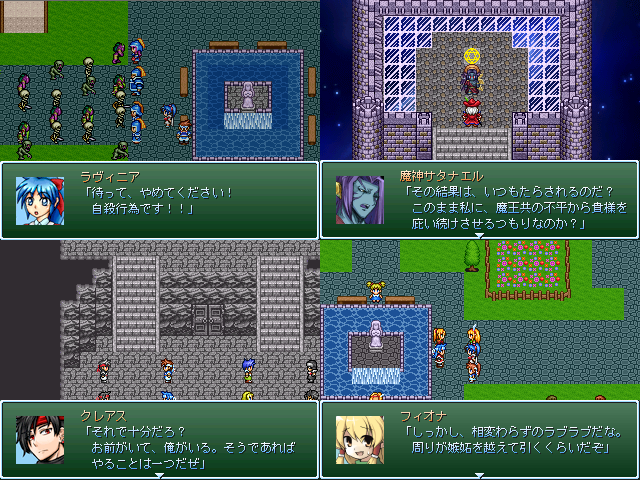 ラヴィニア
「待って、やめてください！
自殺行為です！！」
魔神サタナエル
「その結果は、いつもたらされるのだ？
このまま私に、魔王共の不平から貴様を
庇い続けさせるつもりなのか？」
クレアス
「それで十分だろ？
お前がいて、俺がいる。そうであれば
やることは一つだぜ」
フィオナ
「しっかし、相変わらずのラブラブだな。
周りが嫉妬を越えて引くくらいだぞ」